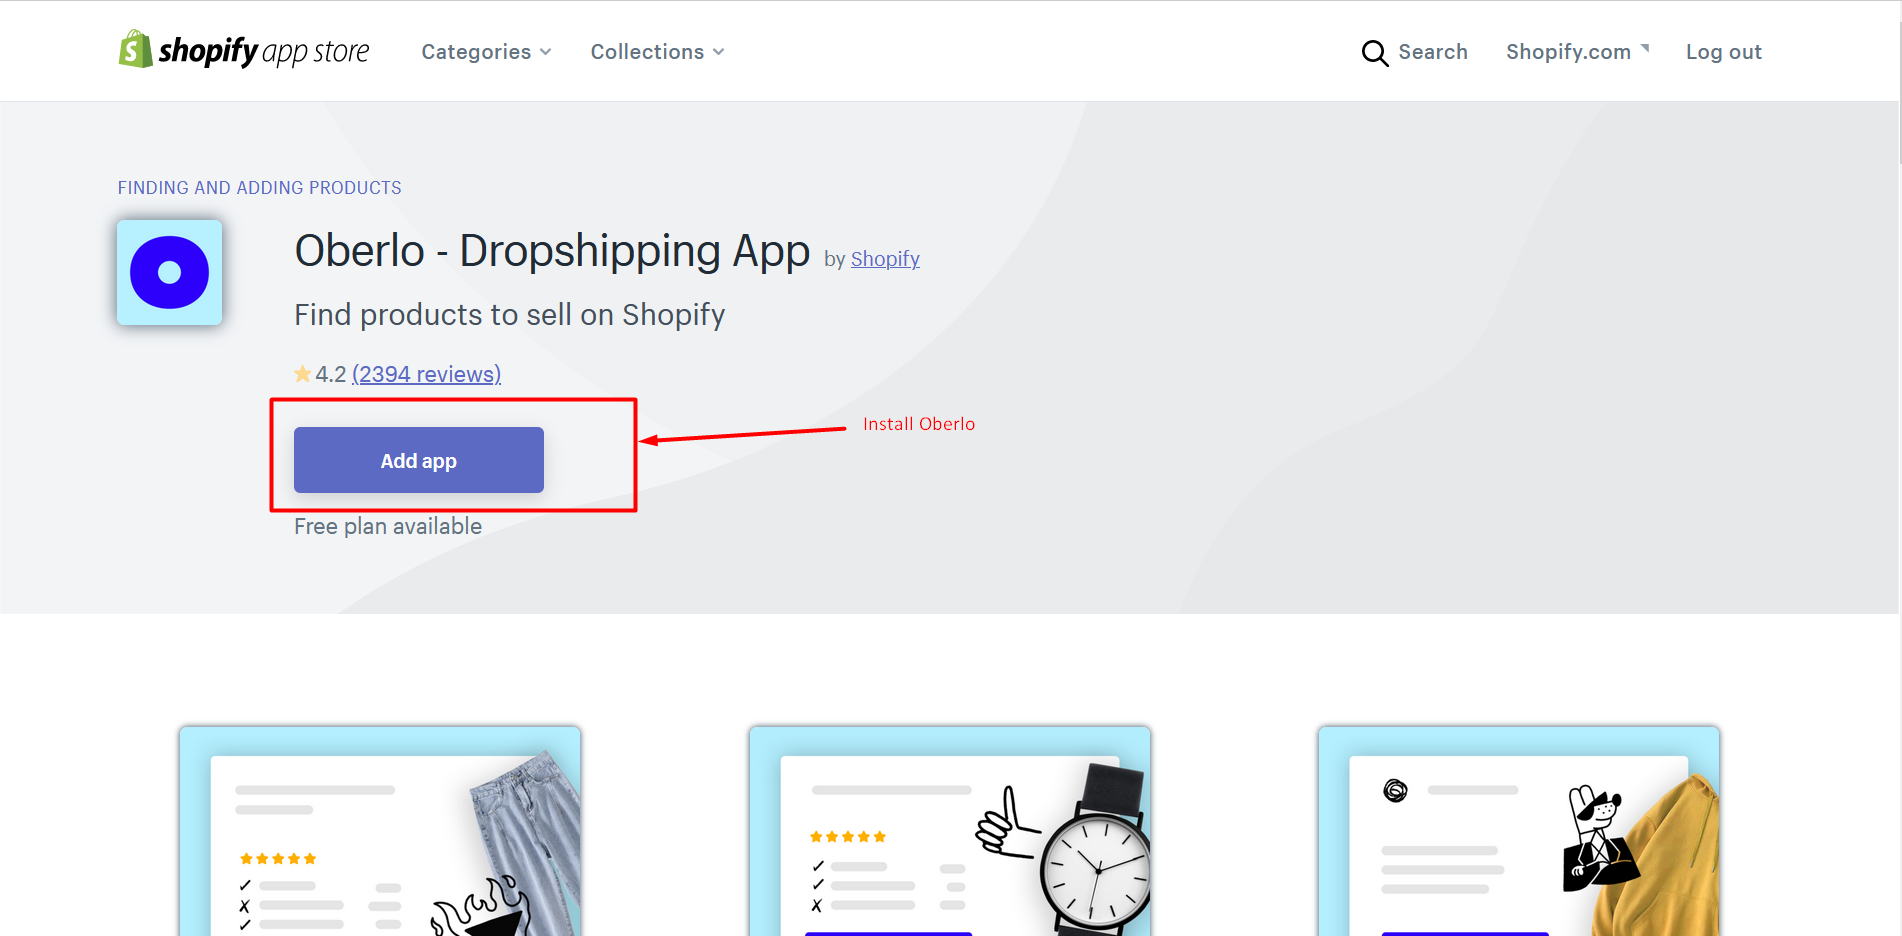 shopify app store
Categories
Collections
Search
Shopify.com
Log out
FINDING AND ADDING PRODUCTS
Oberlo - Dropshipping App by Shopify
Find products to sell on Shopify
4.2 (2394 reviews)
Install Oberlo
Add app
Free plan available